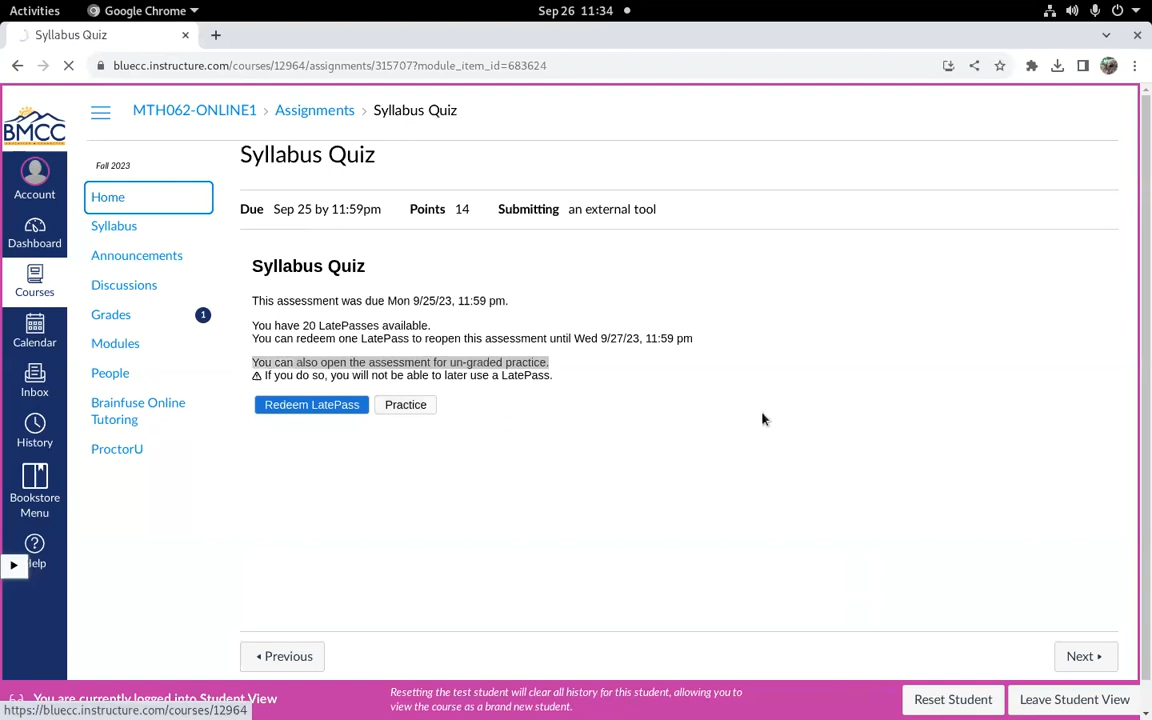 Activities
Google Chrome
Sep 26 11:34
Syllabus Quiz
bluecc.instructure.com/courses/12964/assignments/315707?module_item_id=683624
BMCC
MTH062-ONLINE1 › Assignments › Syllabus Quiz
Account
Dashboard
Courses
Calendar
Inbox
History
Bookstore
Menu
Help
Fall 2023
Home
Syllabus
Announcements
Discussions
Grades 1
Modules
People
Brainfuse Online
Tutoring
ProctorU
Syllabus Quiz
Due Sep 25 by 11:59pm Points 14 Submitting an external tool
Syllabus Quiz
This assessment was due Mon 9/25/23, 11:59 pm.
You have 20 LatePasses available.
You can redeem one LatePass to reopen this assessment until Wed 9/27/23, 11:59 pm
You can also open the assessment for un-graded practice.
⚠ If you do so, you will not be able to later use a LatePass.
Redeem LatePass Practice
Previous
Next
You are currently logged into Student View
Resetting the test student will clear all history for this student, allowing you to
view the course as a brand new student.
Reset Student
Leave Student View
https://bluecc.instructure.com/courses/12964